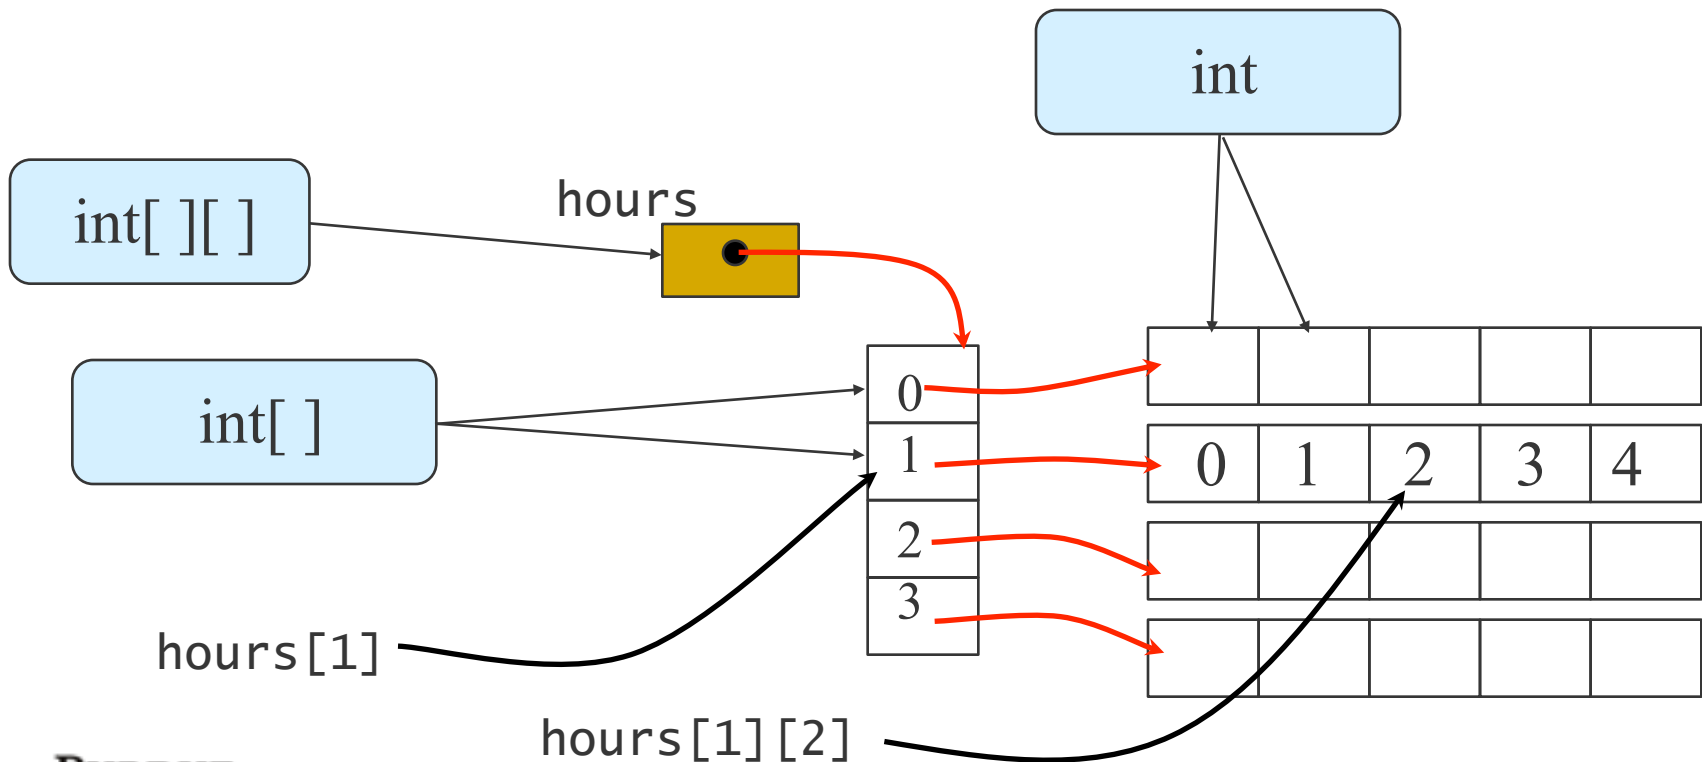 int
int[ ][ ]
hours
int[ ]
0
1
2
3
0 1 2 3 4
hours[1]
hours[1][2]